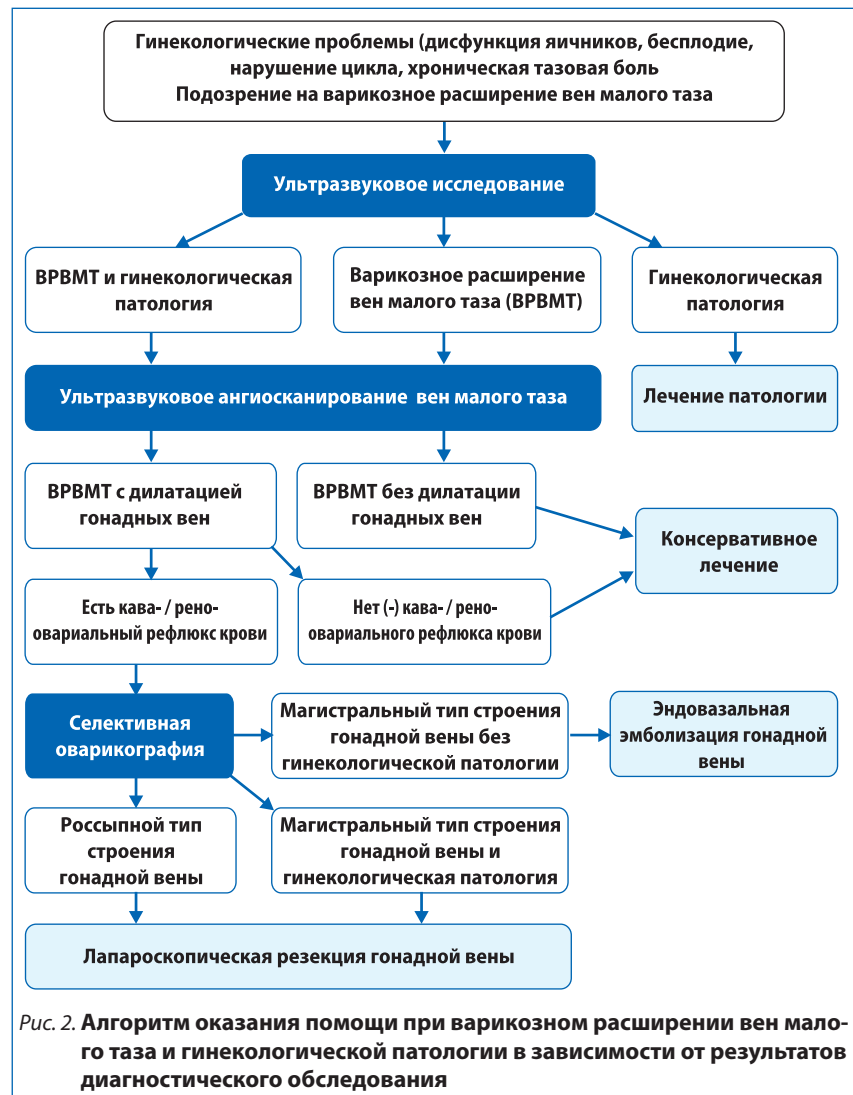 Гинекологические проблемы (дисфункция яичников, бесплодие,
нарушение цикла, хроническая тазовая боль
Подозрение на варикозное расширение вен малого таза
Ультразвуковое исследование
ВРВМТ и гинекологическая
патология
Варикозное расширение
вен малого таза (ВРВМТ)
Гинекологическая
патология
Ультразвуковое ангиосканирование вен малого таза
Лечение патологии
ВРВМТ с дилатацией
гонадных вен
ВРВМТ без дилатации
гонадных вен
Консервативное
лечение
Есть кава- / рено-
овариальный рефлюкс крови
Нет (-) кава- / рено-
овариального рефлюкса крови
Селективная
оварикография
Магистральный тип строения
гонадной вены без
гинекологической патологии
Эндовазальная
эмболизация гонадной
вены
Россыпной тип
строения
гонадной вены
Магистральный тип строения
гонадной вены и
гинекологическая патология
Лапароскопическая резекция гонадной вены
Рис. 2. Алгоритм оказания помощи при варикозном расширении вен мало-
го таза и гинекологической патологии в зависимости от результатов
диагностического обследования